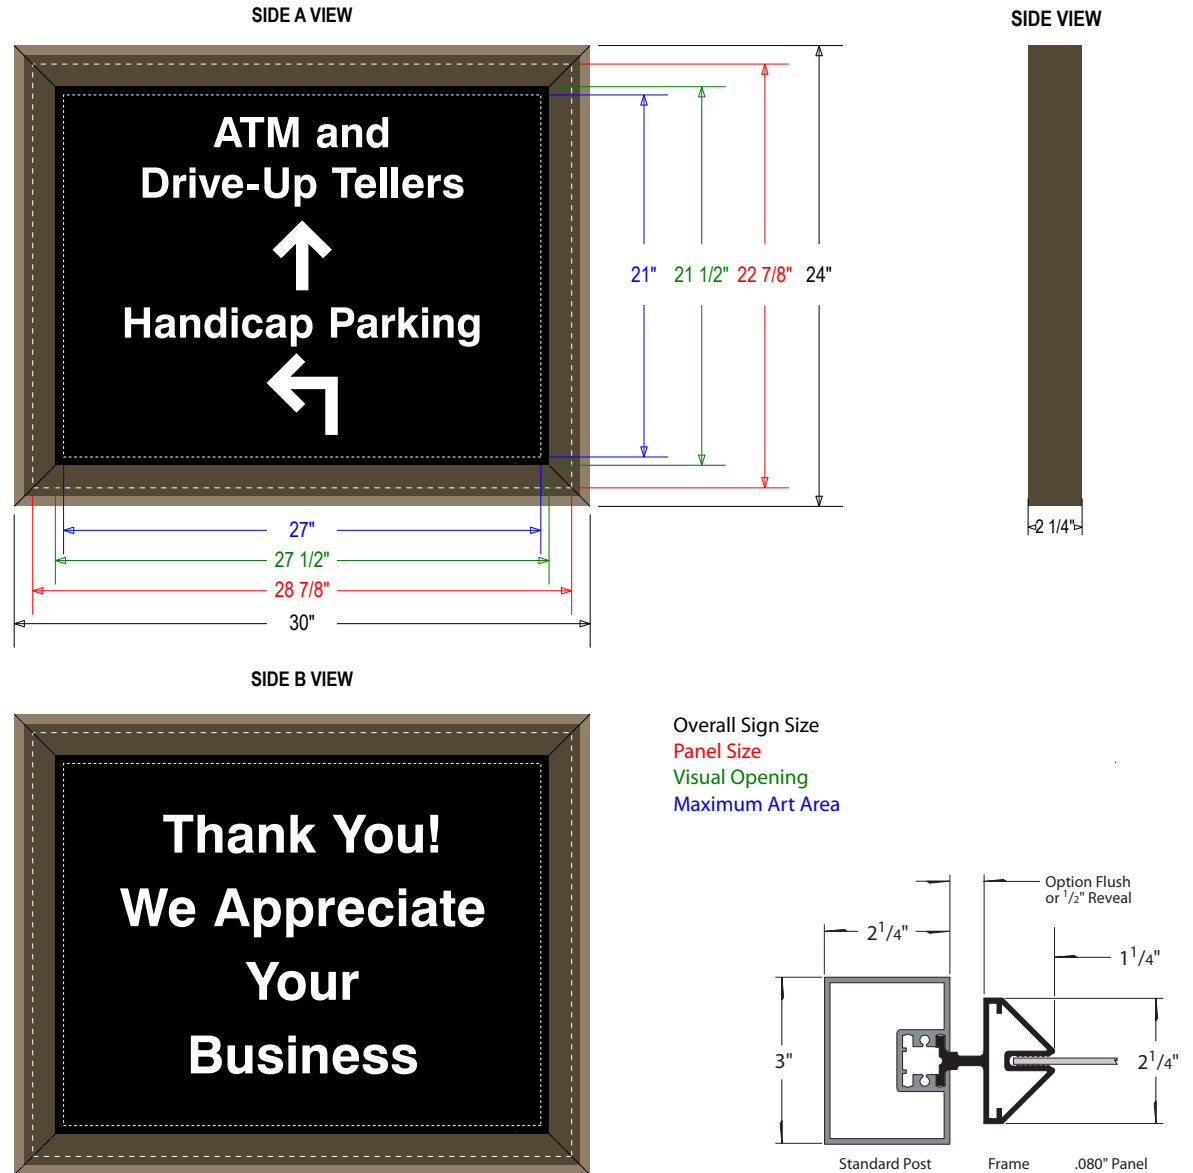 SIDE A VIEW
SIDE VIEW
ATM and
Drive-Up Tellers
Handicap Parking
21" 21 1/2" 22 7/8" 24"
27"
27 1/2"
28 7/8"
30"
2 1/4"
SIDE B VIEW
Thank You!
We Appreciate
Your
Business
Overall Sign Size
Panel Size
Visual Opening
Maximum Art Area
Option Flush
or 1/2" Reveal
2 1/4"
1 1/4"
3"
2 1/4"
Standard Post Frame .080" Panel